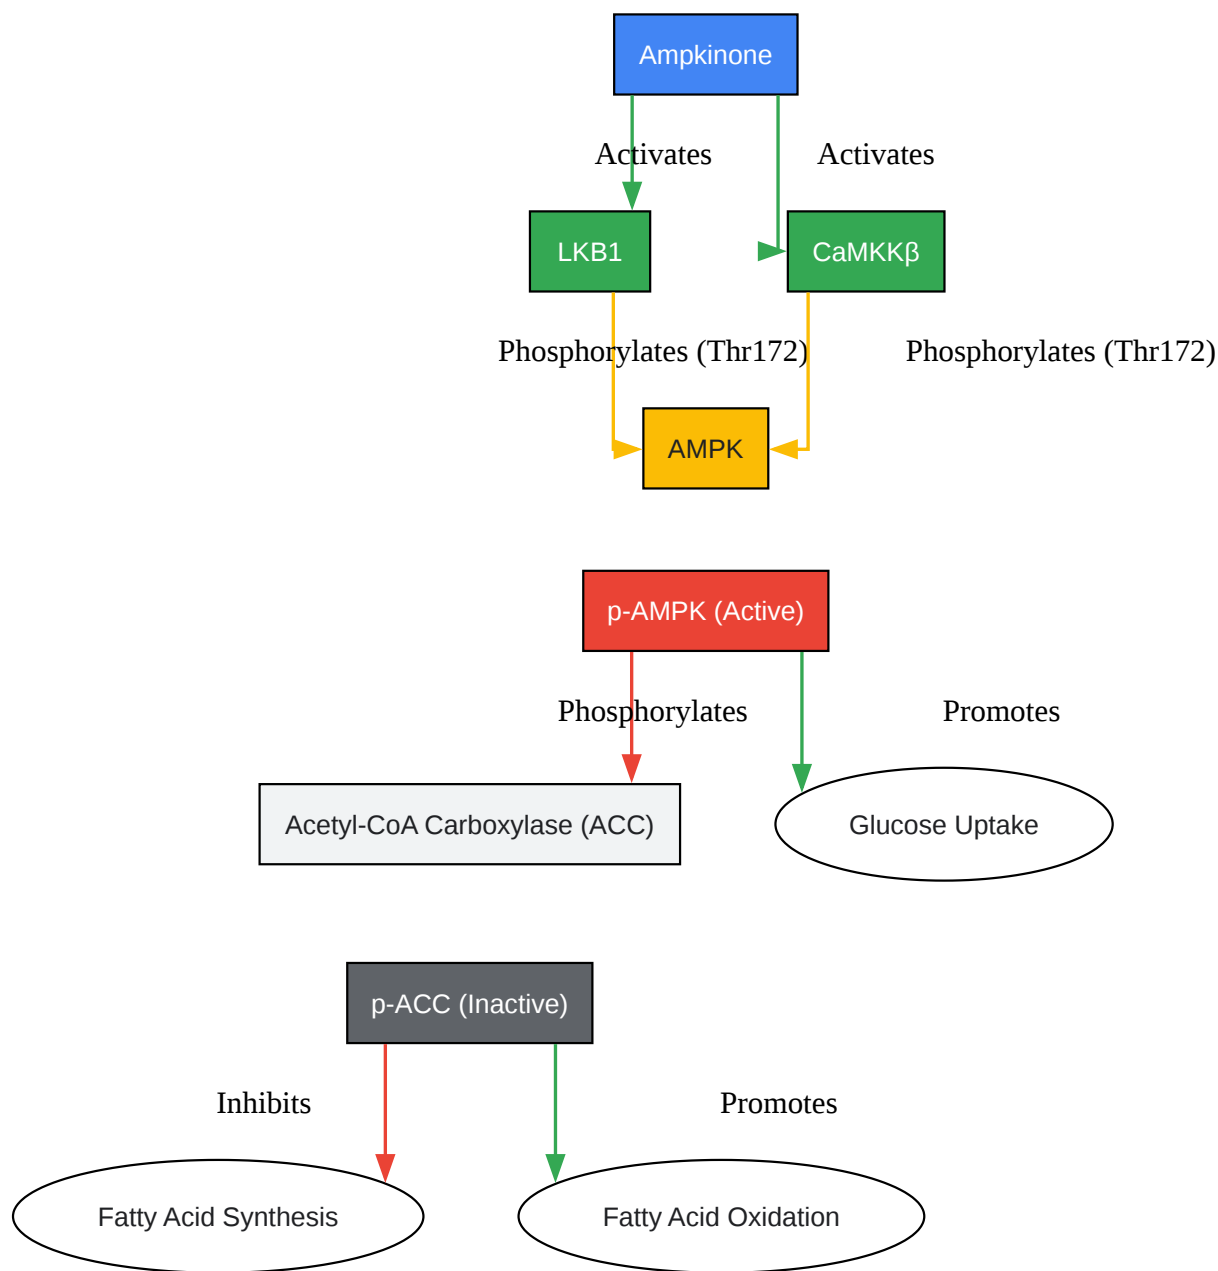 Ampkinone
Activates
Activates
LKB1
CaMKKβ
Phosphorylates (Thr172)
Phosphorylates (Thr172)
AMPK
p-AMPK (Active)
Phosphorylates
Promotes
Acetyl-CoA Carboxylase (ACC)
Glucose Uptake
p-ACC (Inactive)
Inhibits
Promotes
Fatty Acid Synthesis
Fatty Acid Oxidation